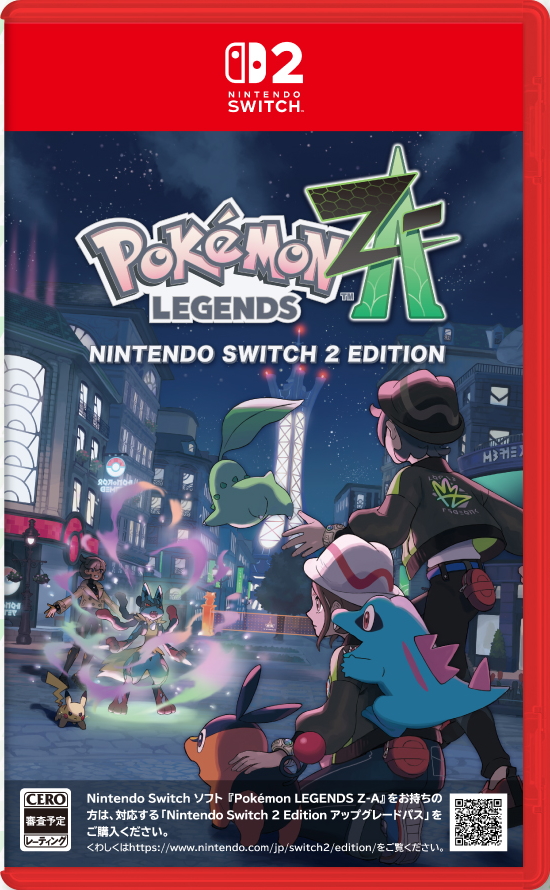 2
NINTENDO
SWITCH
Pokémon
LEGENDS Z-A
TM
NINTENDO SWITCH 2 EDITION
CERO
審査予定
レーティング
Nintendo Switch ソフト『Pokémon LEGENDS Z-A』をお持ちの
方は、対応する「Nintendo Switch 2 Edition アップグレードパス」を
ご購入ください。
くわしくはhttps://www.nintendo.com/jp/switch2/edition/をご覧ください。